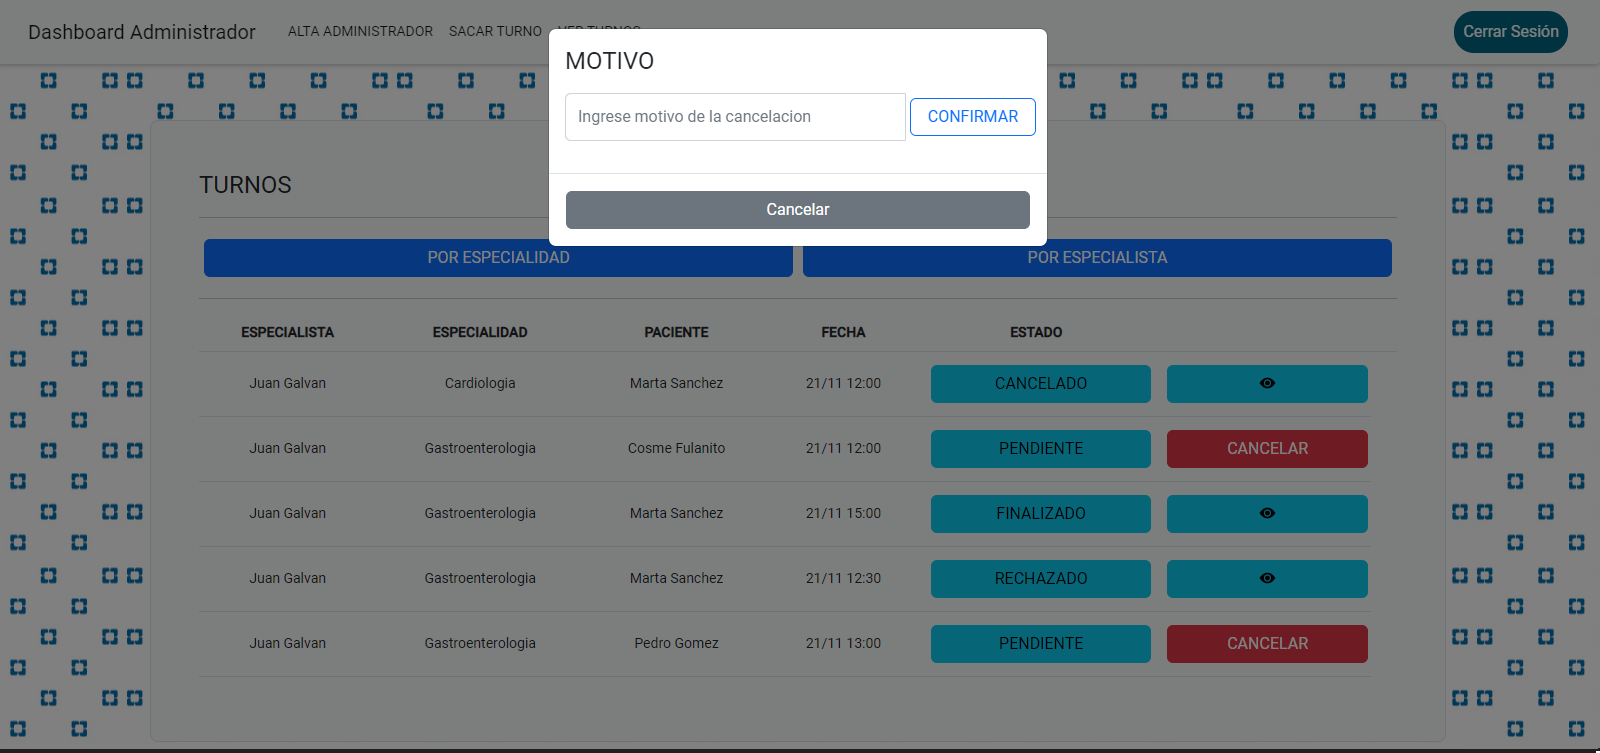 Dashboard Administrador ALTA ADMINISTRADOR SACAR TURNO VER TURNOS Cerrar Sesión
MOTIVO
Ingrese motivo de la cancelacion CONFIRMAR
Cancelar
TURNOS
POR ESPECIALIDAD POR ESPECIALISTA
ESPECIALISTA ESPECIALIDAD PACIENTE FECHA ESTADO
Juan Galvan Cardiologia Marta Sanchez 21/11 12:00 CANCELADO
Juan Galvan Gastroenterologia Cosme Fulanito 21/11 12:00 PENDIENTE CANCELAR
Juan Galvan Gastroenterologia Marta Sanchez 21/11 15:00 FINALIZADO
Juan Galvan Gastroenterologia Marta Sanchez 21/11 12:30 RECHAZADO
Juan Galvan Gastroenterologia Pedro Gomez 21/11 13:00 PENDIENTE CANCELAR